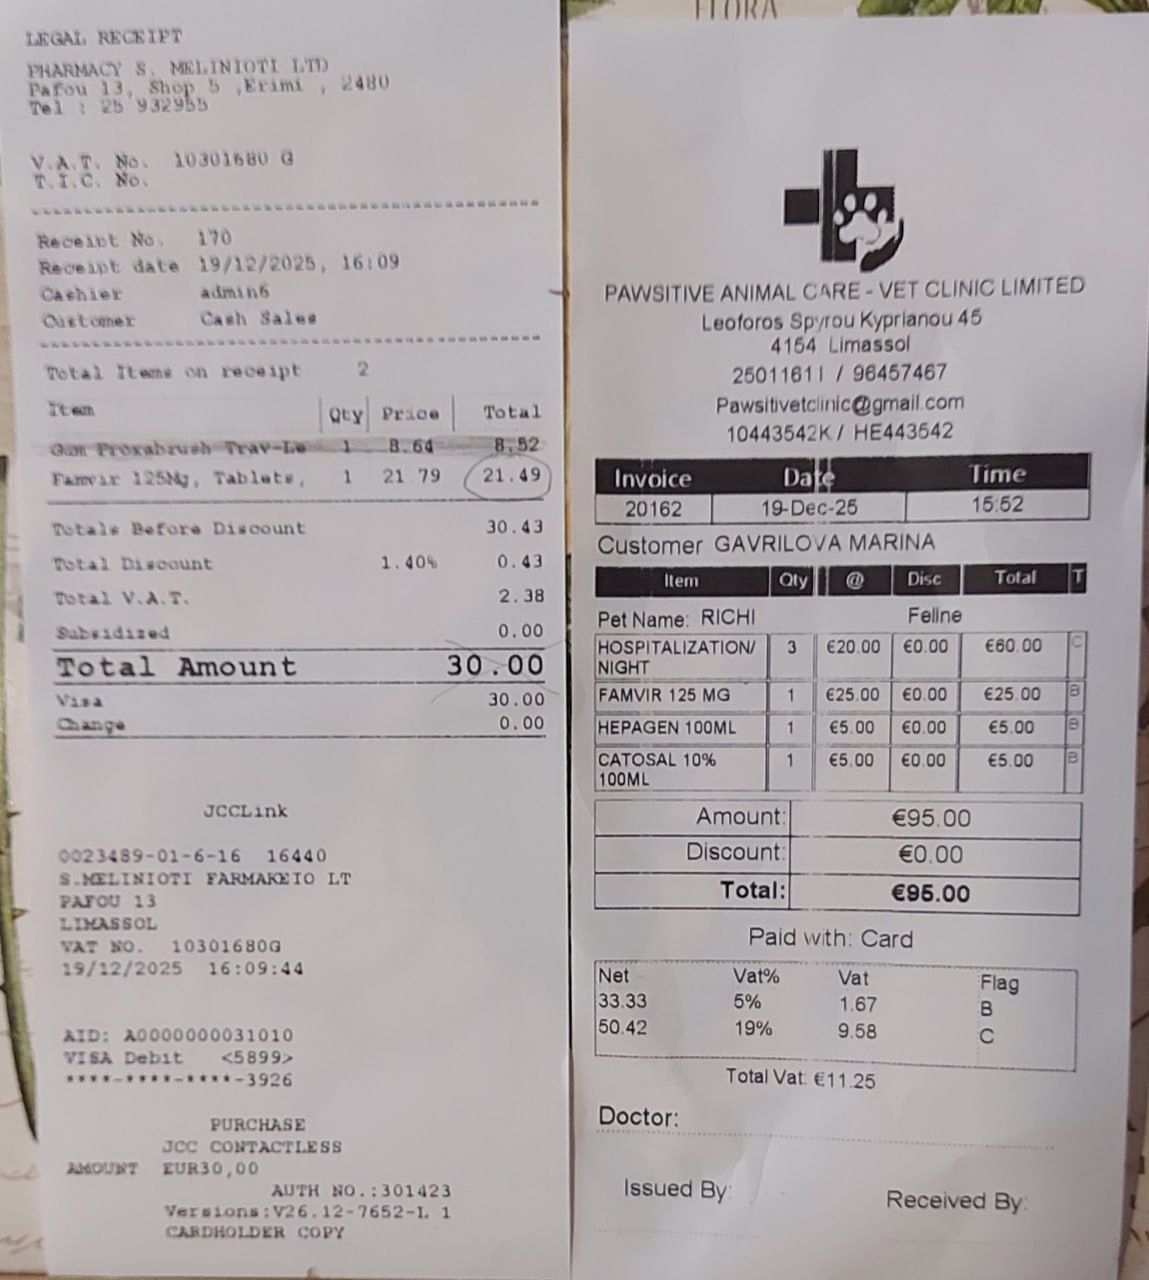 FLORA
LEGAL RECEIPT
PHARMACY S. MELINIOTI LTD
Pafou 13, Shop 5 ,Erimi , 2480
Tel : 25 932955
V.A.T. No. 10301680 G
T.I.C. No.
Receipt No. 170
Receipt date 19/12/2025, 16:09
Cashier admin6
Customer Cash Sales
Total Items on receipt 2
Item Qty Price Total
Gum Proxabrush Trav-Le 1 8.64 8.52
Famvir 125Mg, Tablets, 1 21.79 21.49
Totals Before Discount 30.43
Total Discount 1.40% 0.43
Total V.A.T. 2.38
Subsidized 0.00
Total Amount 30.00
Visa 30.00
Change 0.00
JCCLink
0023489-01-6-16 16440
S.MELINIOTI FARMAKEIO LT
PAFOU 13
LIMASSOL
VAT NO. 10301680G
19/12/2025 16:09:44
AID: A0000000031010
VISA Debit <5899>
****-****-****-3926
PURCHASE
JCC CONTACTLESS
AMOUNT EUR30,00
AUTH NO.:301423
Versions:V26.12-7652-L 1
CARDHOLDER COPY
PAWSITIVE ANIMAL CARE - VET CLINIC LIMITED
Leoforos Spyrou Kyprianou 45
4154 Limassol
25011611 / 96457467
Pawsitivetclinic@gmail.com
10443542K / HE443542
Invoice Date Time
20162 19-Dec-25 15:52
Customer GAVRILOVA MARINA
Item Qty @ Disc Total T
Pet Name: RICHI Feline
HOSPITALIZATION/ 3 €20.00 €0.00 €60.00 C
NIGHT
FAMVIR 125 MG 1 €25.00 €0.00 €25.00 B
HEPAGEN 100ML 1 €5.00 €0.00 €5.00 B
CATOSAL 10% 1 €5.00 €0.00 €5.00 B
100ML
Amount: €95.00
Discount: €0.00
Total: €95.00
Paid with: Card
Net Vat% Vat Flag
33.33 5% 1.67 B
50.42 19% 9.58 C
Total Vat: €11.25
Doctor:
Issued By: Received By: